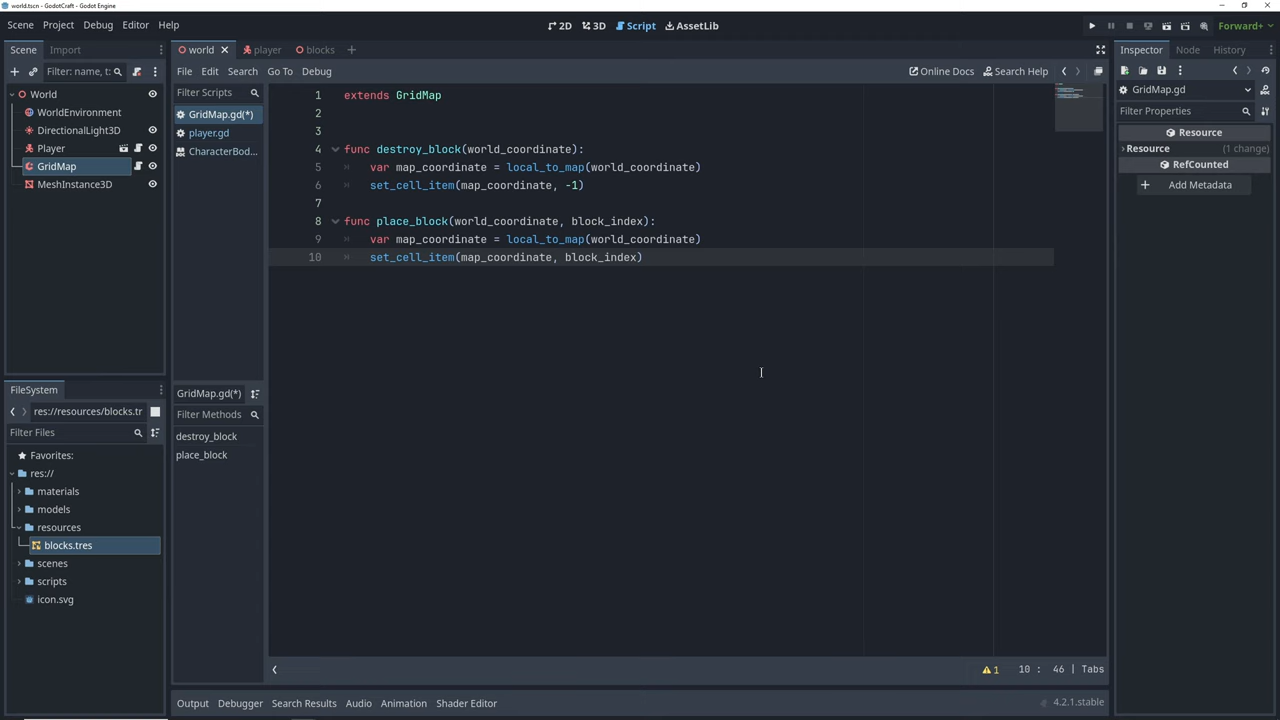 world.tscn - GodotCraft - Godot Engine
Scene Project Debug Editor Help
2D 3D Script AssetLib
Forward+
Scene Import
Filter: name, t:
World
WorldEnvironment
DirectionalLight3D
Player
GridMap
MeshInstance3D
FileSystem
res://resources/blocks.tr
Filter Files
Favorites:
res://
materials
models
resources
blocks.tres
scenes
scripts
icon.svg
world player blocks
File Edit Search Go To Debug
Online Docs Search Help
Filter Scripts
GridMap.gd(*)
player.gd
CharacterBod...
GridMap.gd(*)
Filter Methods
destroy_block
place_block
1 extends GridMap
2
3
4 func destroy_block(world_coordinate):
5 var map_coordinate = local_to_map(world_coordinate)
6 set_cell_item(map_coordinate, -1)
7
8 func place_block(world_coordinate, block_index):
9 var map_coordinate = local_to_map(world_coordinate)
10 set_cell_item(map_coordinate, block_index)
1 10 : 46 | Tabs
Output Debugger Search Results Audio Animation Shader Editor
4.2.1.stable
Inspector Node History
GridMap.gd
Filter Properties
Resource
Resource (1 change)
RefCounted
Add Metadata